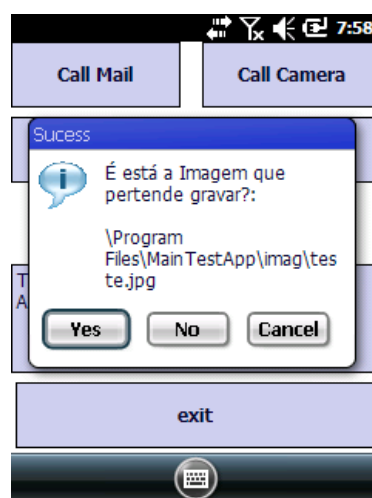 7:58
Call Mail
Call Camera
Sucess
É está a Imagem que
pertende gravar?:
\Program
Files\MainTestApp\imag\tes
te.jpg
T
A
Yes
No
Cancel
exit